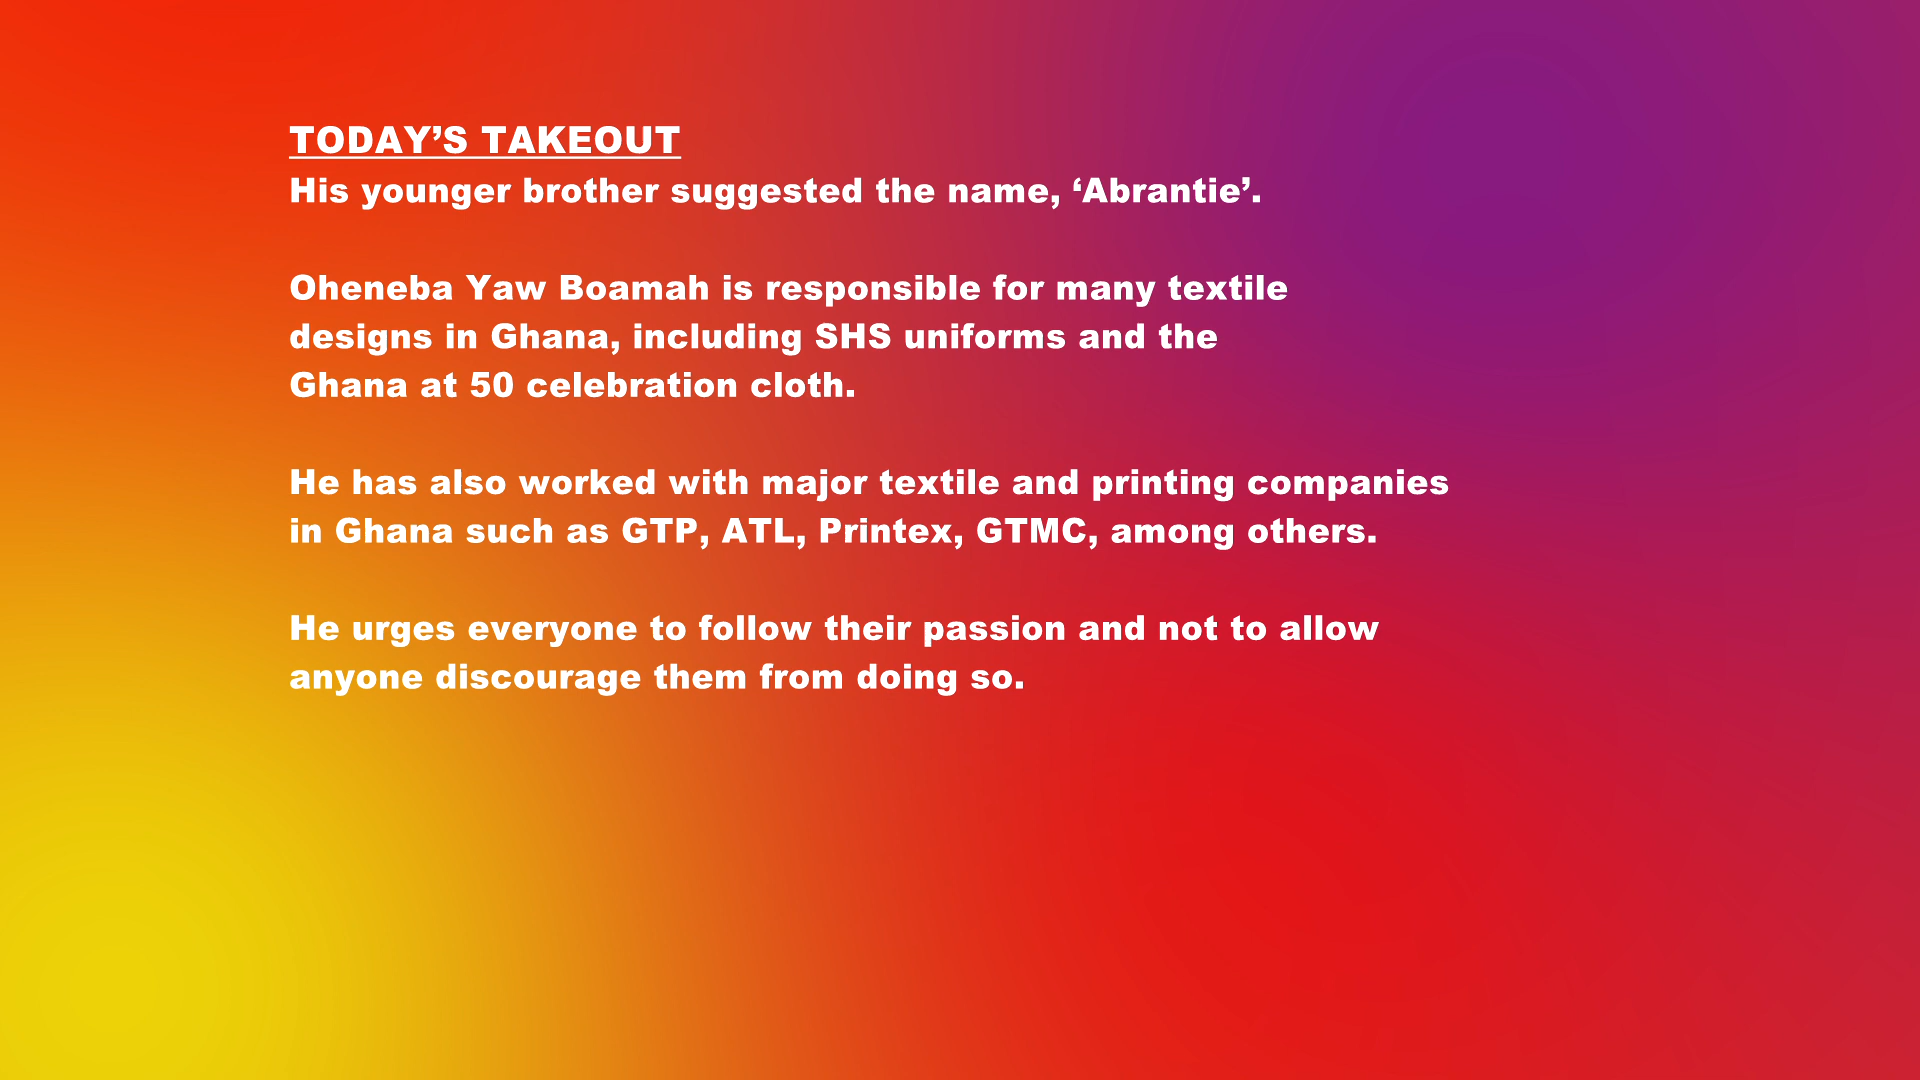 TODAY’S TAKEOUT
His younger brother suggested the name, ‘Abrantie’.
Oheneba Yaw Boamah is responsible for many textile
designs in Ghana, including SHS uniforms and the
Ghana at 50 celebration cloth.
He has also worked with major textile and printing companies
in Ghana such as GTP, ATL, Printex, GTMC, among others.
He urges everyone to follow their passion and not to allow
anyone discourage them from doing so.